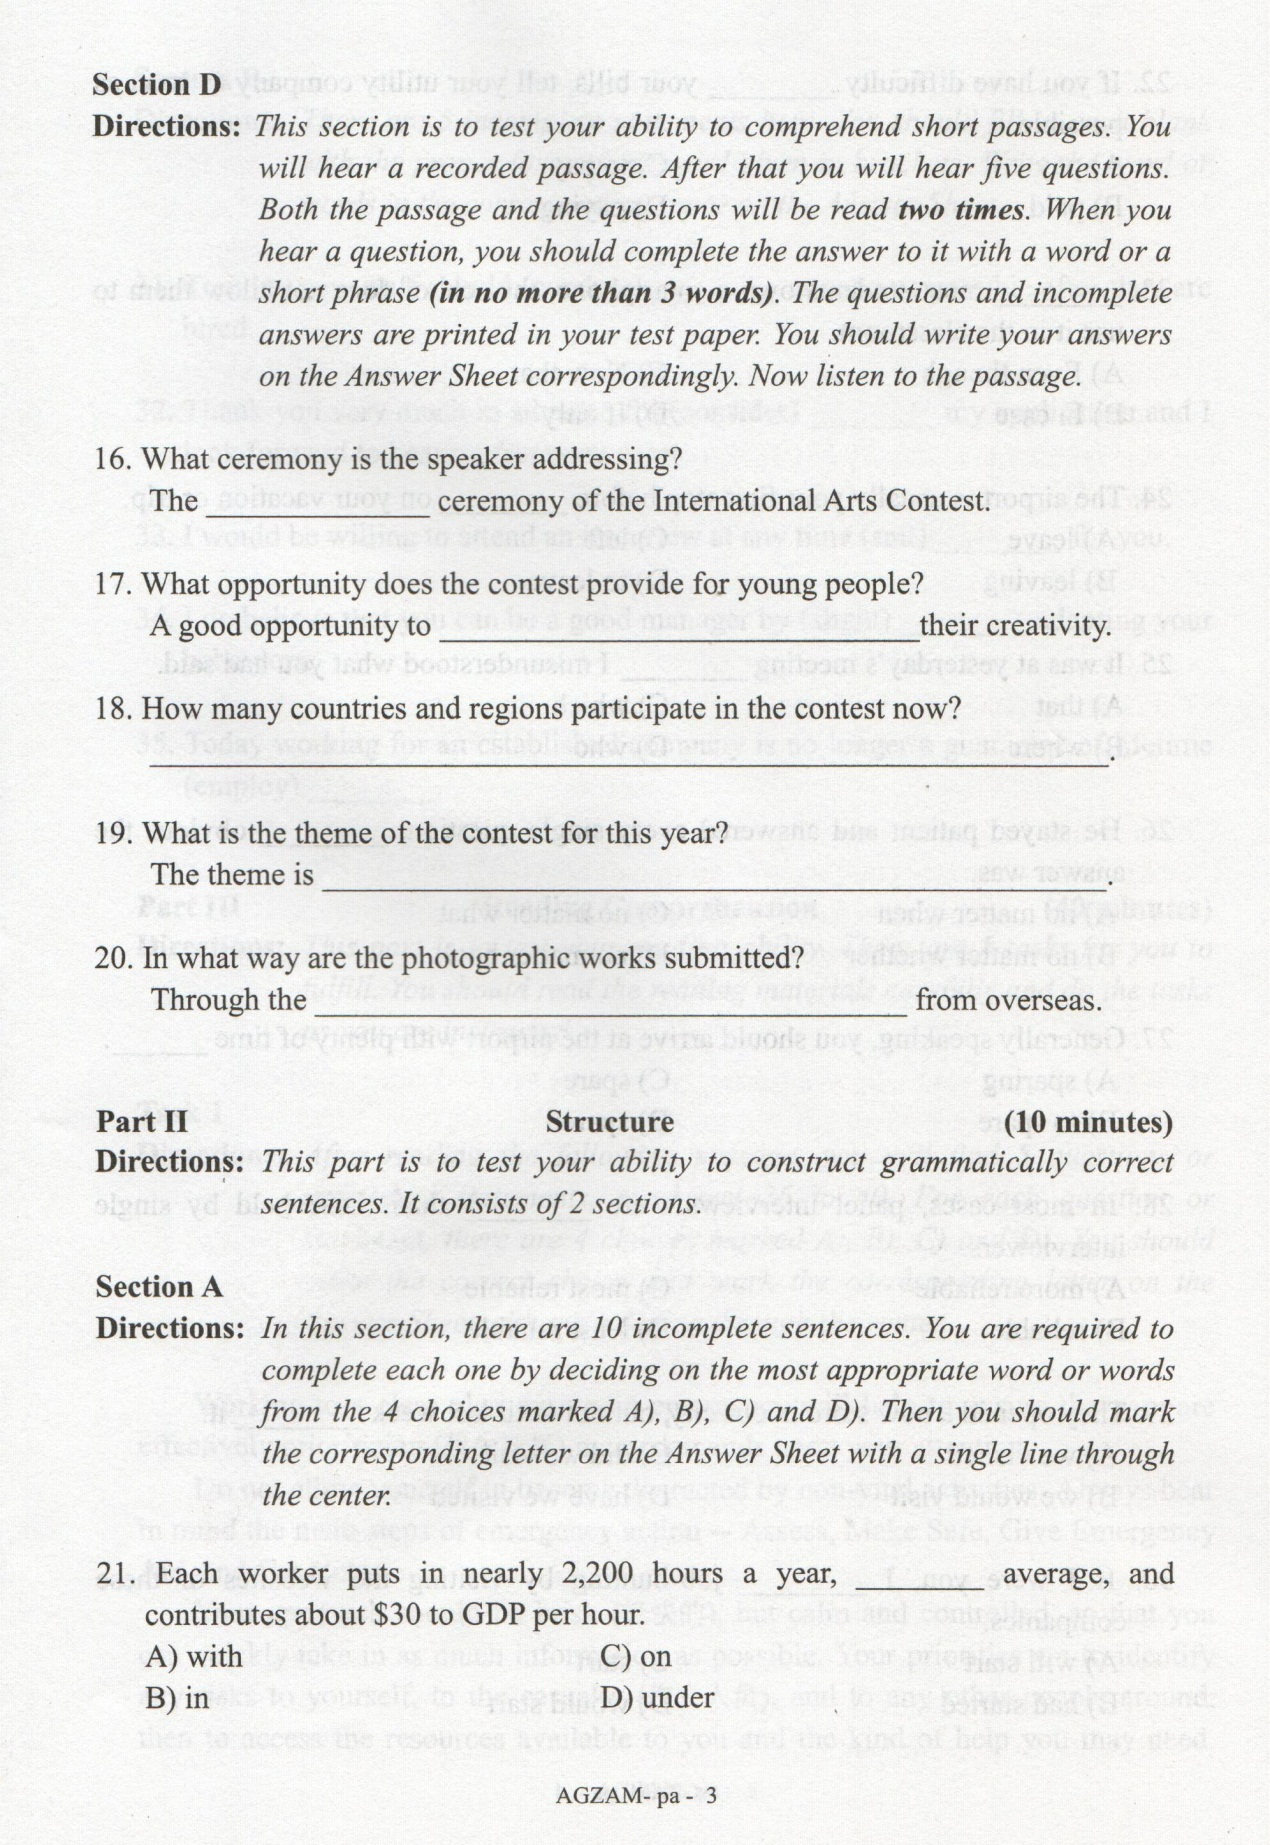 Section D
Directions: This section is to test your ability to comprehend short passages. You
will hear a recorded passage. After that you will hear five questions.
Both the passage and the questions will be read two times. When you
hear a question, you should complete the answer to it with a word or a
short phrase (in no more than 3 words). The questions and incomplete
answers are printed in your test paper. You should write your answers
on the Answer Sheet correspondingly. Now listen to the passage.
16. What ceremony is the speaker addressing?
The ______________ ceremony of the International Arts Contest.
17. What opportunity does the contest provide for young people?
A good opportunity to ______________________________ their creativity.
18. How many countries and regions participate in the contest now?
____________________________________________________________.
19. What is the theme of the contest for this year?
The theme is _________________________________________________.
20. In what way are the photographic works submitted?
Through the _____________________________________ from overseas.
Part II Structure (10 minutes)
Directions: This part is to test your ability to construct grammatically correct
sentences. It consists of 2 sections.
Section A
Directions: In this section, there are 10 incomplete sentences. You are required to
complete each one by deciding on the most appropriate word or words
from the 4 choices marked A), B), C) and D). Then you should mark
the corresponding letter on the Answer Sheet with a single line through
the center.
21. Each worker puts in nearly 2,200 hours a year, ________ average, and
contributes about $30 to GDP per hour.
A) with C) on
B) in D) under
AGZAM- pa - 3